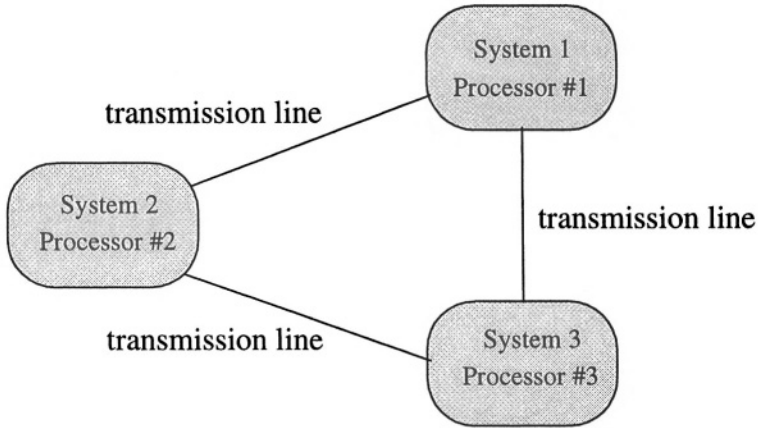 System 1
Processor #1
transmission line
System 2
Processor #2
transmission line
transmission line
System 3
Processor #3